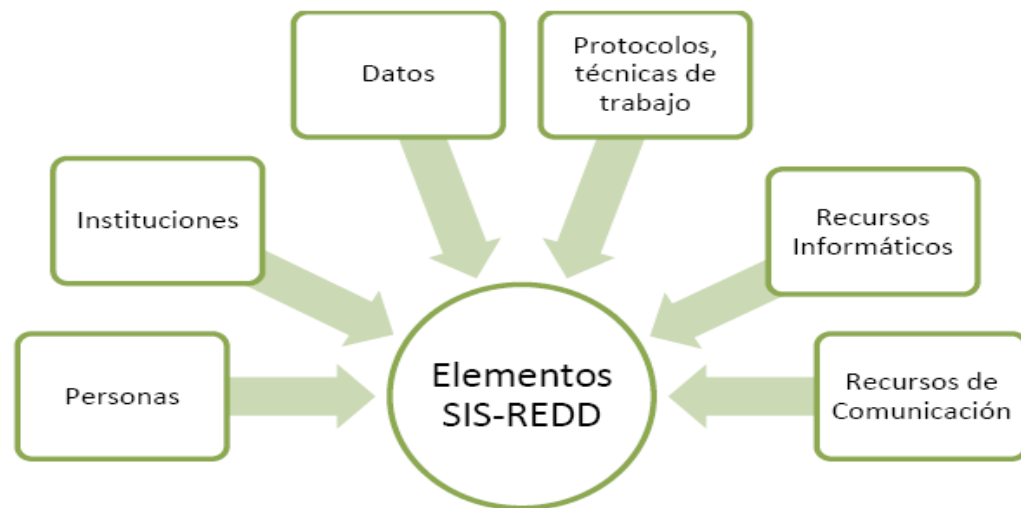 Datos
Protocolos,
técnicas de
trabajo
Instituciones
Recursos
Informáticos
Personas
Elementos
SIS-REDD
Recursos de
Comunicación